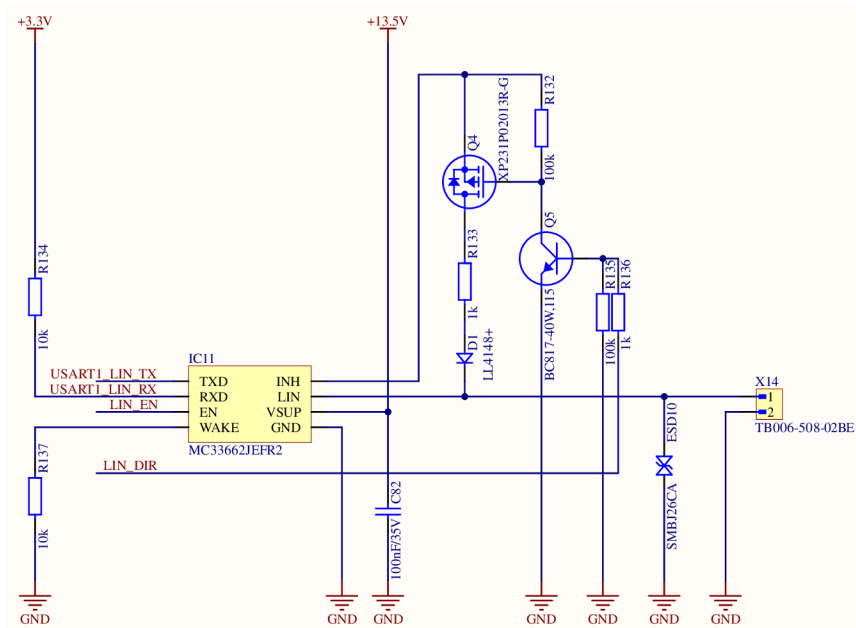 +3.3V
+13.5V
R132
100k
XP231P02013R-G
Q4
Q5
R133
1k
R134
10k
R135
100k
R136
1k
BC817-40W,115
D1
LL4148+
IC11
USART1_LIN_TX
USART1_LIN_RX
LIN_EN
TXD
RXD
EN
WAKE
INH
LIN
VSUP
GND
MC33662JEFR2
X14
1
2
TB006-508-02BE
ESD10
SMBJ26CA
LIN_DIR
R137
10k
C82
100nF/35V
GND
GND
GND
GND
GND
GND
GND